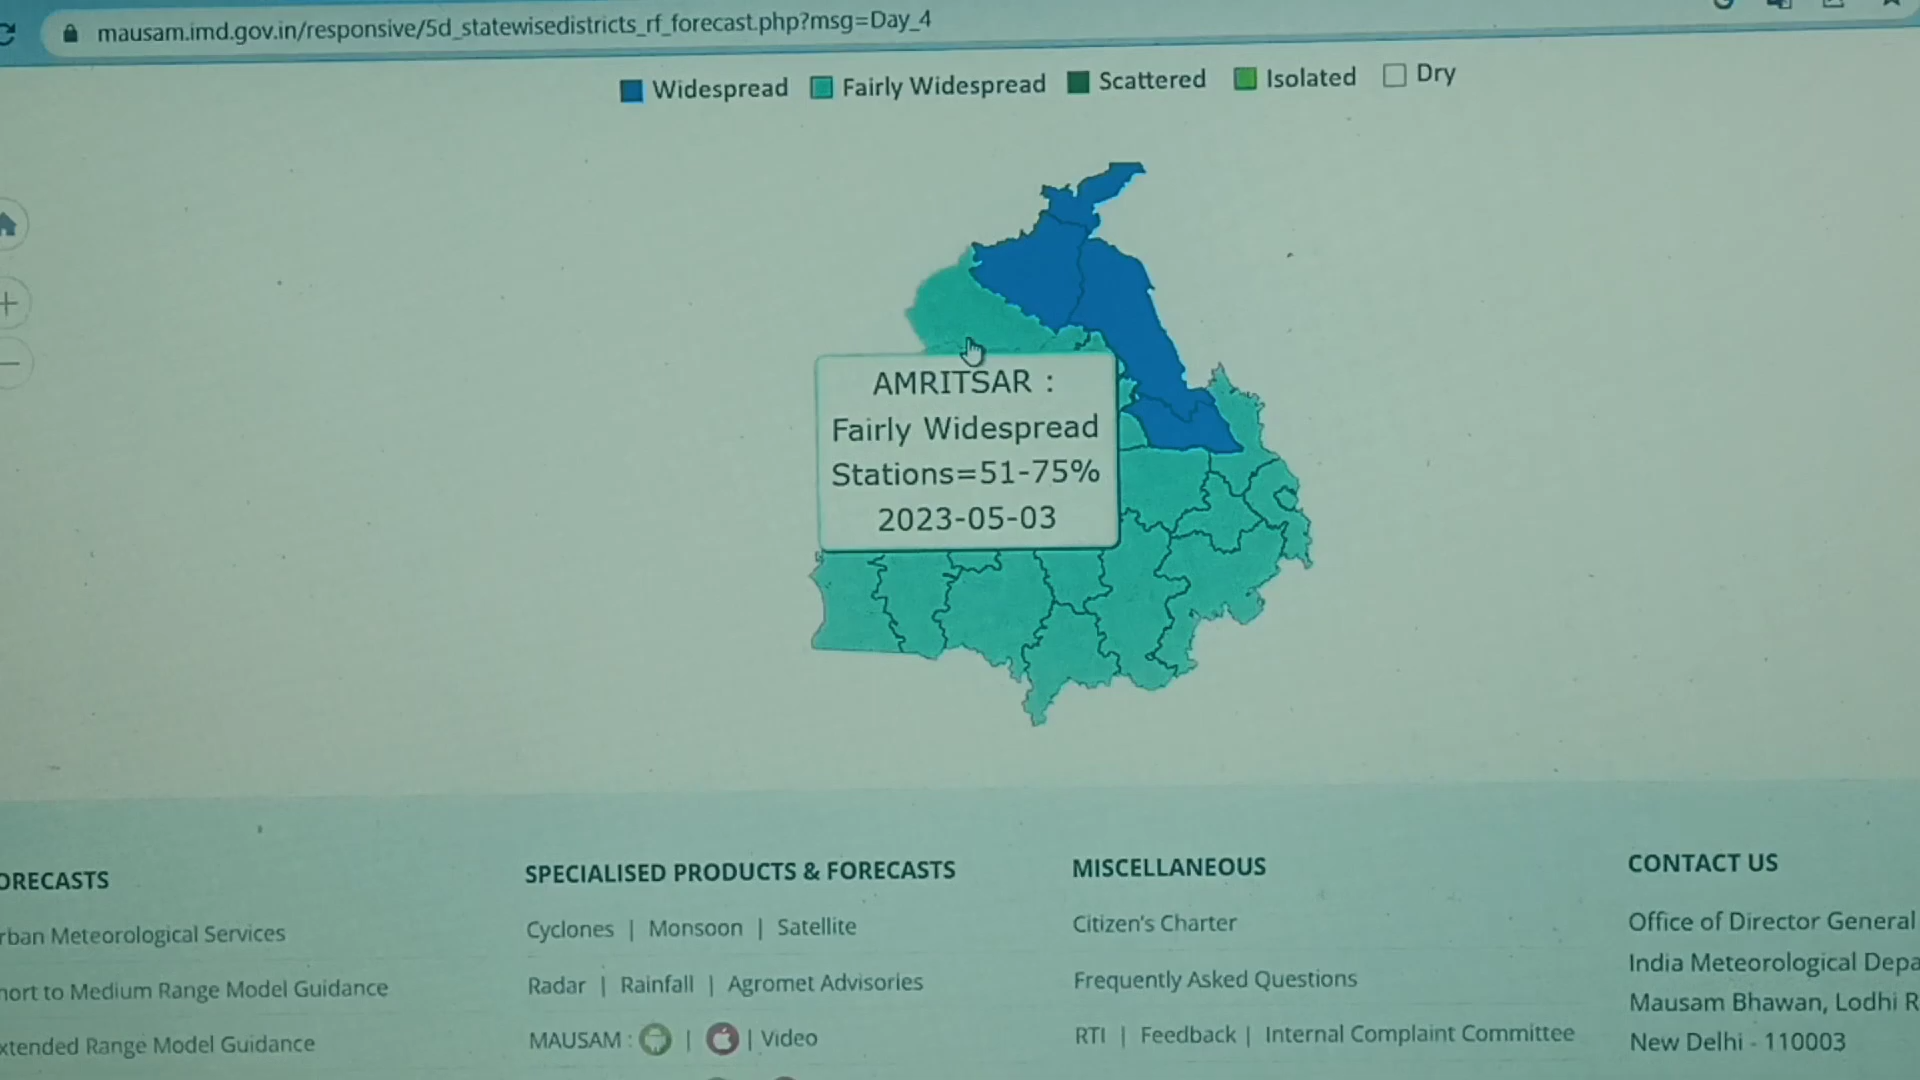 mausam.imd.gov.in/responsive/5d_statewisedistricts_rf_forecast.php?msg=Day_4
Widespread Fairly Widespread Scattered Isolated Dry
AMRITSAR :
Fairly Widespread
Stations=51-75%
2023-05-03
ORECASTS
rban Meteorological Services
hort to Medium Range Model Guidance
xtended Range Model Guidance
SPECIALISED PRODUCTS & FORECASTS
Cyclones | Monsoon | Satellite
Radar | Rainfall | Agromet Advisories
MAUSAM : | | Video
MISCELLANEOUS
Citizen's Charter
Frequently Asked Questions
RTI | Feedback | Internal Complaint Committee
CONTACT US
Office of Director General
India Meteorological Depa
Mausam Bhawan, Lodhi R
New Delhi - 110003